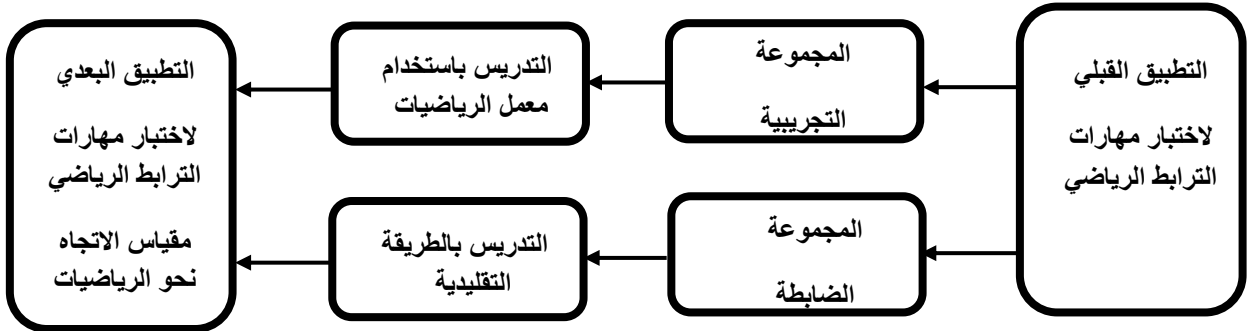 التطبيق القبلي
لاختبار مهارات
الترابط الرياضي
المجموعة
التجريبية
التدريس باستخدام
معمل الرياضيات
المجموعة
الضابطة
التدريس بالطريقة
التقليدية
التطبيق البعدي
لاختبار مهارات
الترابط الرياضي
مقياس الاتجاه
نحو الرياضيات